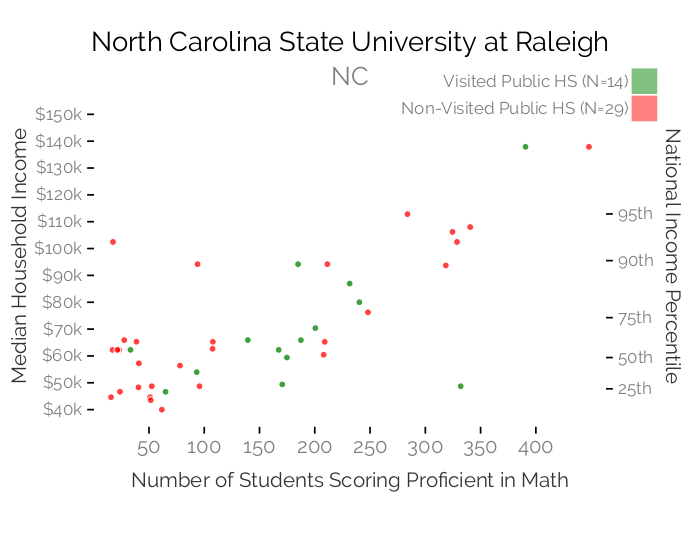 North Carolina State University at Raleigh
NC
Visited Public HS (N=14)
Non-Visited Public HS (N=29)
Median Household Income
$150k
$140k
$130k
$120k
$110k
$100k
$90k
$80k
$70k
$60k
$50k
$40k
National Income Percentile
95th
90th
75th
50th
25th
50 100 150 200 250 300 350 400
Number of Students Scoring Proficient in Math